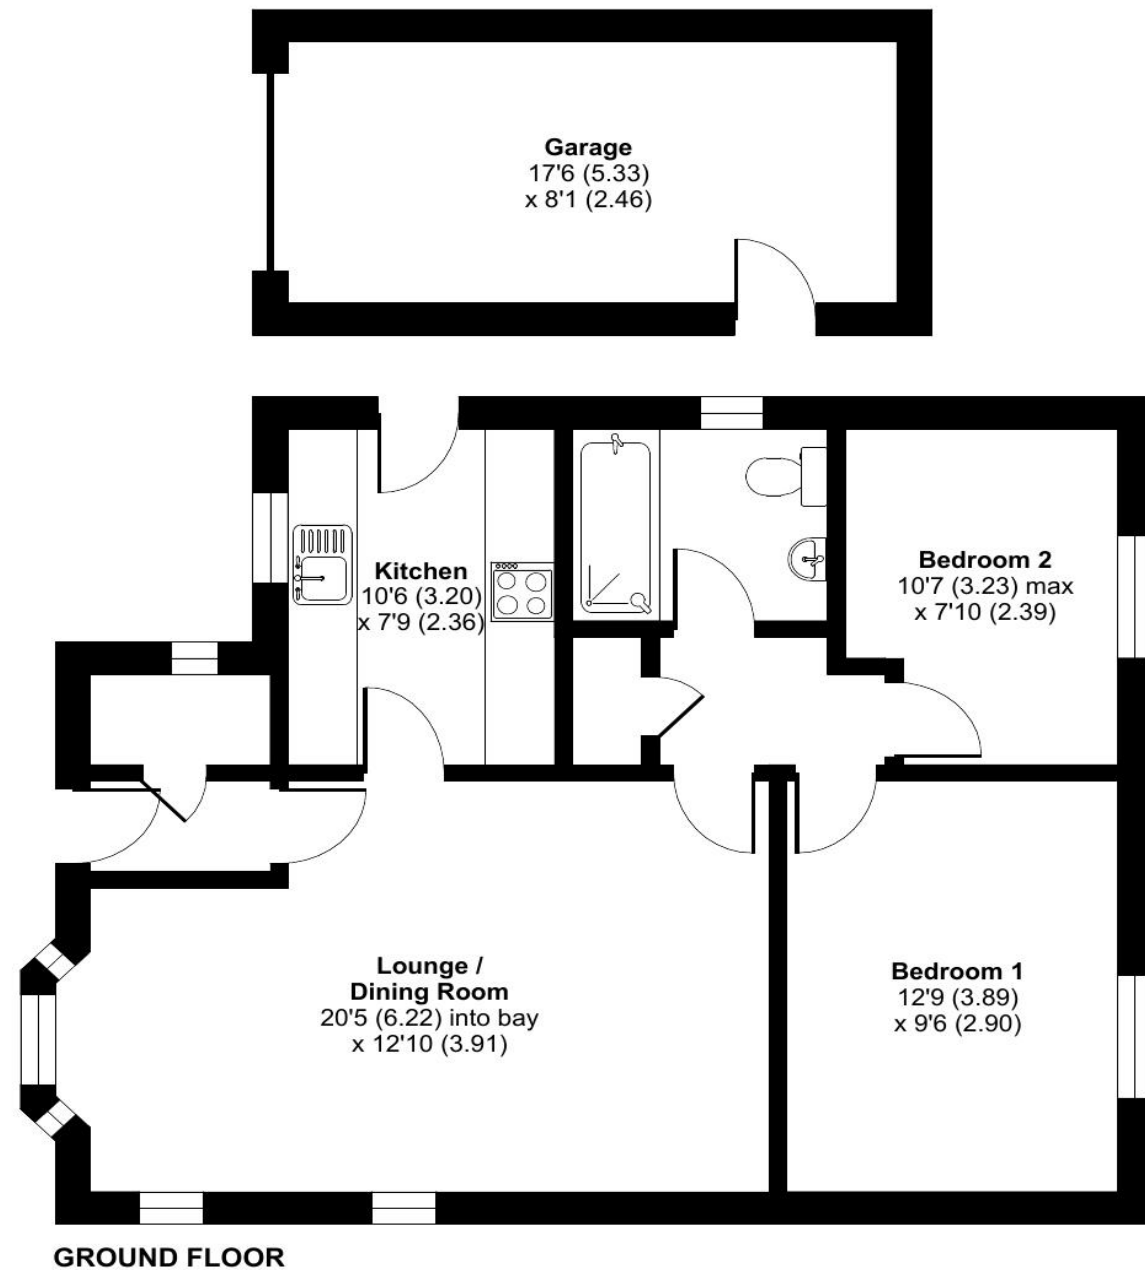 Garage
17'6 (5.33)
x 8'1 (2.46)
Kitchen
10'6 (3.20)
x 7'9 (2.36)
Bedroom 2
10'7 (3.23) max
x 7'10 (2.39)
Lounge /
Dining Room
20'5 (6.22) into bay
x 12'10 (3.91)
Bedroom 1
12'9 (3.89)
x 9'6 (2.90)
GROUND FLOOR